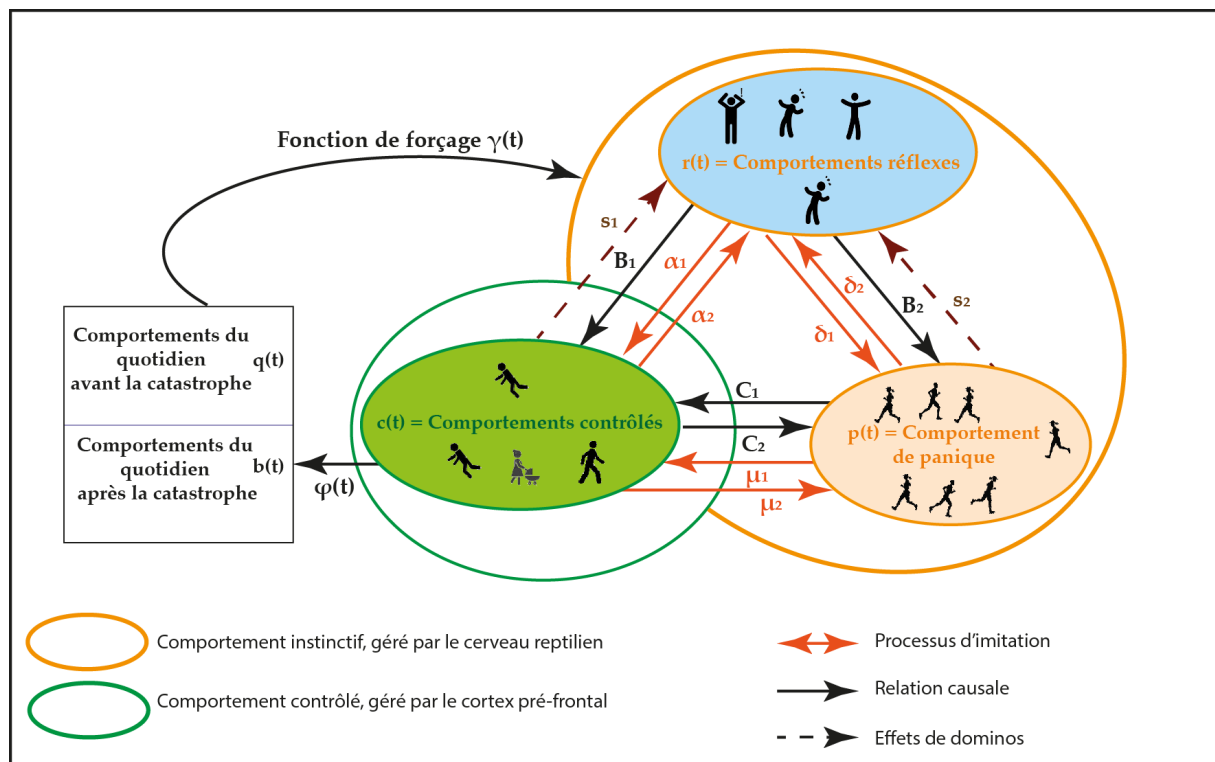 Fonction de forçage γ(t)
r(t) = Comportements réflexes
s1
B1
α1
α2
δ1
δ2
B2
s2
Comportements du
quotidien q(t)
avant la catastrophe
Comportements du
quotidien b(t)
après la catastrophe
φ(t)
c(t) = Comportements contrôlés
C1
C2
μ1
μ2
p(t) = Comportement
de panique
Comportement instinctif, géré par le cerveau reptilien
Comportement contrôlé, géré par le cortex pré-frontal
Processus d’imitation
Relation causale
Effets de dominos